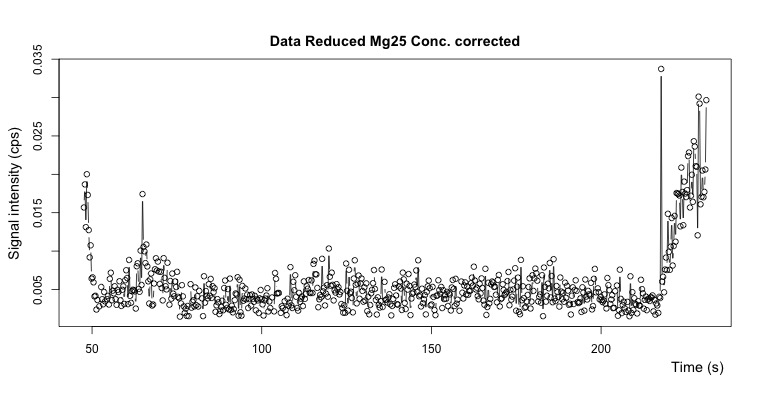 Data Reduced Mg25 Conc. corrected
Signal intensity (cps)
0.035
0.025
0.015
0.005
50 100 150 200
Time (s)